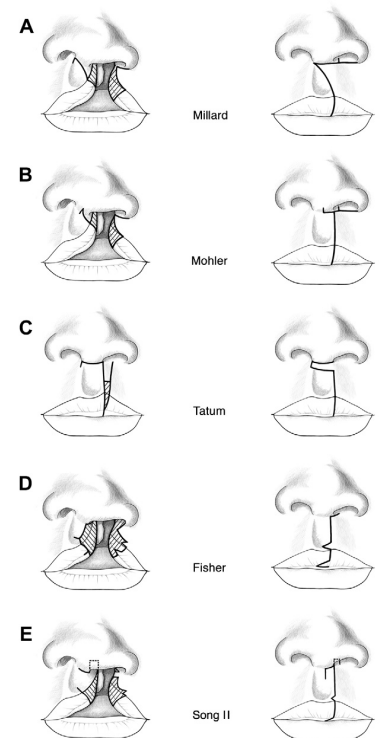 A
Millard
B
Mohler
C
Tatum
D
Fisher
E
Song II